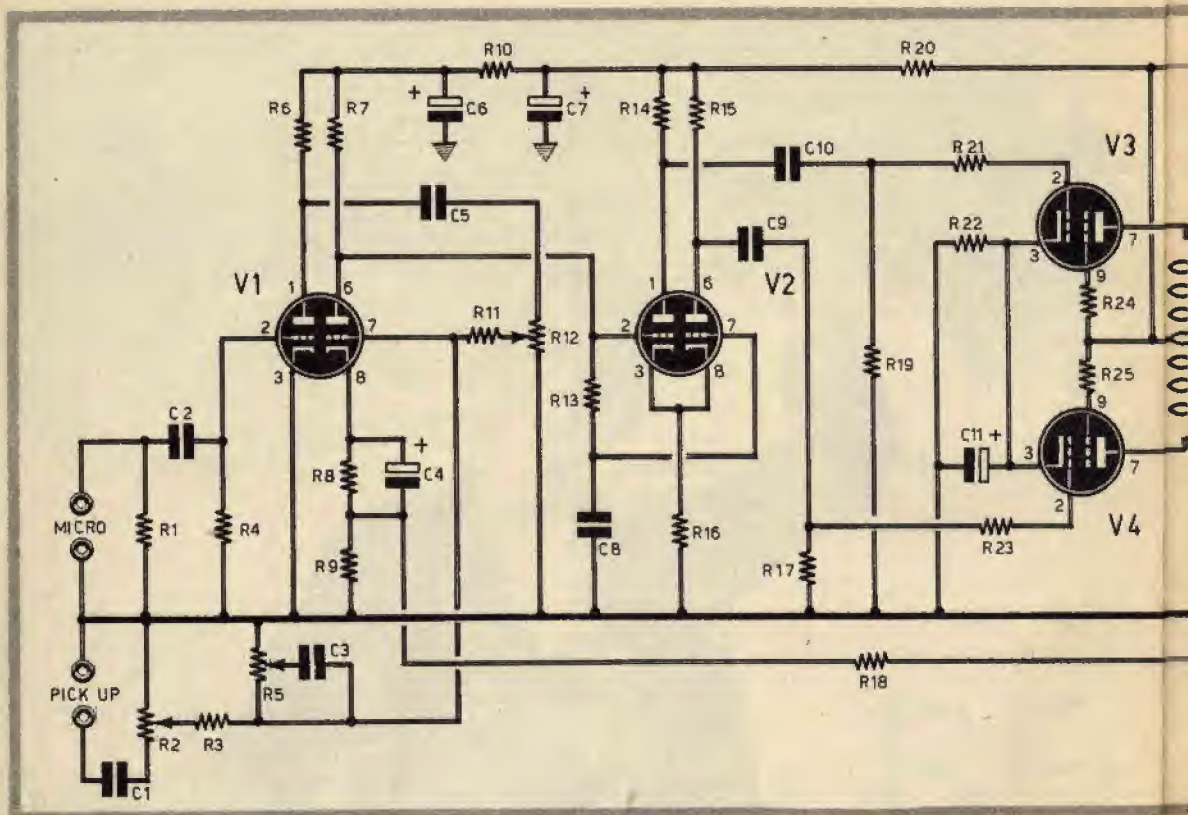 R10
R20
R6
R7
+
C6
C7
+
R14
R15
C10
R21
V3
2
C5
C9
R22
3
7
V1
1
6
1
6
V2
9
R24
2
7
R11
R12
2
7
R19
3
8
3
8
R13
R25
C2
9
+
R8
C4
C11
+
3
7
MICRO
R1
R4
C8
R16
2
V4
R9
R17
R23
C3
PICK UP
R5
R18
R2
R3
C1